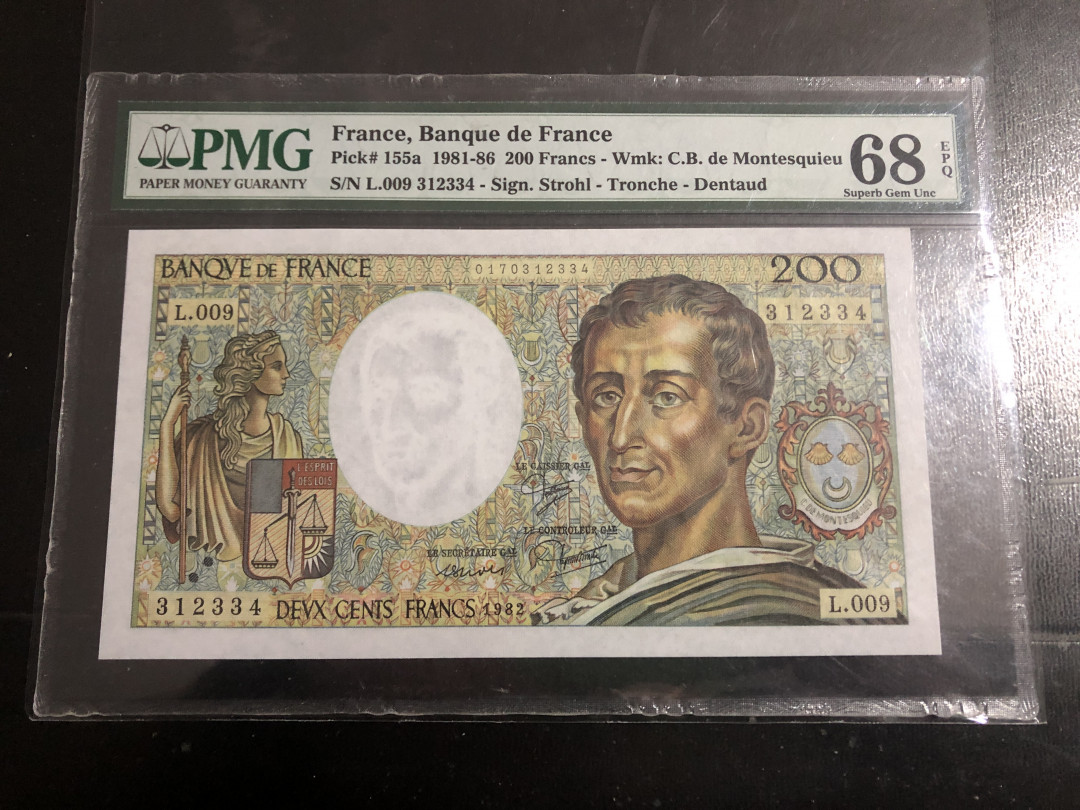 PMG
PAPER MONEY GUARANTY
France, Banque de France
Pick# 155a 1981-86 200 Francs - Wmk: C.B. de Montesquieu
S/N L.009 312334 - Sign. Strohl - Tronche - Dentaud
68
EPQ
Superb Gem Unc
BANQVE DE FRANCE
0170312334
200
L.009
312334
L'ESPRIT
DES LOIS
LE CAISSIER GAL
LE CONTROLEUR GAL
LE SECRÉTAIRE GAL
312334 DEVX CENTS FRANCS 1982
L.009